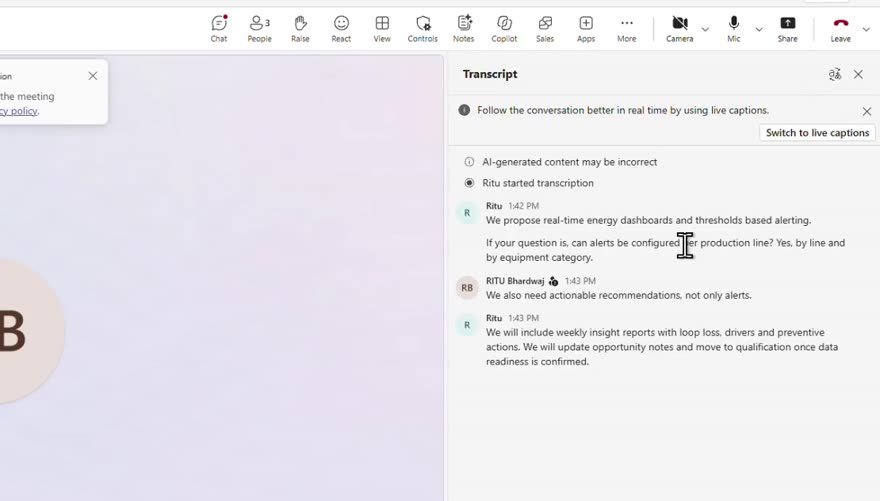 Chat
People 3
Raise
React
View
Controls
Notes
Copilot
Sales
Apps
More
Camera
Mic
Share
Leave
ion
the meeting
cy policy.
B
Transcript
Follow the conversation better in real time by using live captions.
Switch to live captions
AI-generated content may be incorrect
Ritu started transcription
R
Ritu 1:42 PM
We propose real-time energy dashboards and thresholds based alerting.
If your question is, can alerts be configured per production line? Yes, by line and
by equipment category.
RB
RITU Bhardwaj 1:43 PM
We also need actionable recommendations, not only alerts.
R
Ritu 1:43 PM
We will include weekly insight reports with loop loss, drivers and preventive
actions. We will update opportunity notes and move to qualification once data
readiness is confirmed.